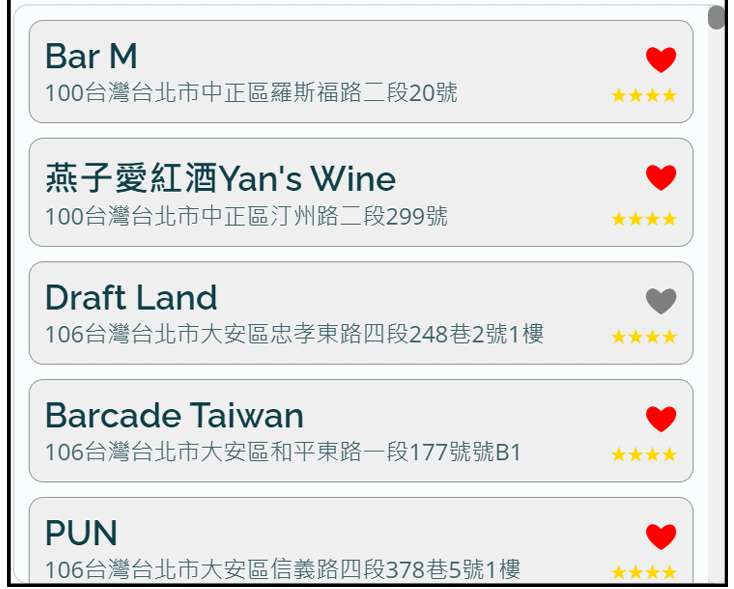 Bar M
100台灣台北市中正區羅斯福路二段20號
★★★★
燕子愛紅酒Yan's Wine
100台灣台北市中正區汀州路二段299號
★★★★
Draft Land
106台灣台北市大安區忠孝東路四段248巷2號1樓
★★★★
Barcade Taiwan
106台灣台北市大安區和平東路一段177號號B1
★★★★
PUN
106台灣台北市大安區信義路四段378巷5號1樓
★★★★